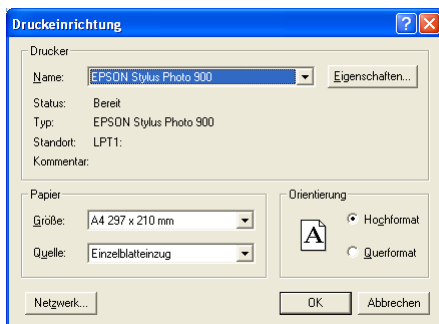 Druckeinrichtung
Drucker
Name: EPSON Stylus Photo 900 Eigenschaften...
Status: Bereit
Typ: EPSON Stylus Photo 900
Standort: LPT1:
Kommentar:
Papier
Größe: A4 297 x 210 mm
Quelle: Einzelblatteinzug
Orientierung
A
Hochformat
Querformat
Netzwerk... OK Abbrechen